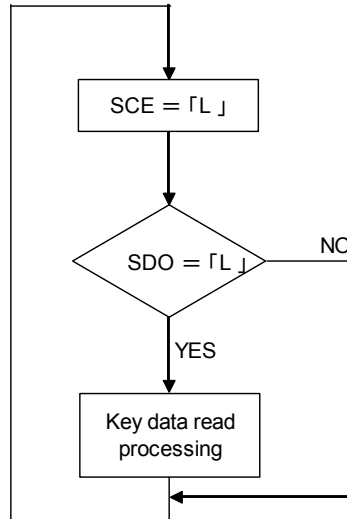 SCE = ｢L｣
SDO = ｢L｣
NO
YES
Key data read
processing